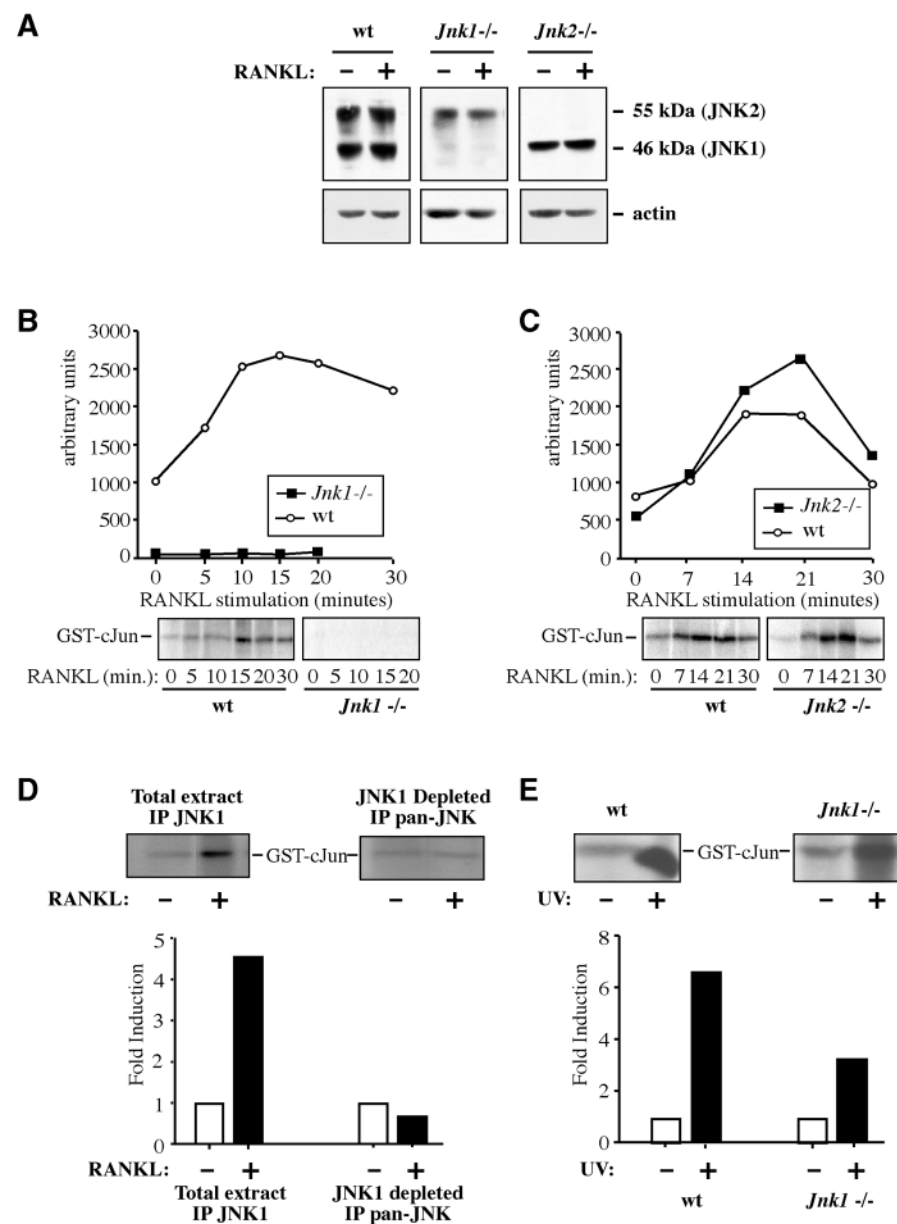 A
wt Jnk1-/- Jnk2-/-
RANKL: – + – + – +
– 55 kDa (JNK2)
– 46 kDa (JNK1)
– actin
B
arbitrary units
3000
2500
2000
1500
1000
500
0
Jnk1-/-
wt
0 5 10 15 20 30
RANKL stimulation (minutes)
GST-cJun –
RANKL (min.): 0 5 10 15 20 30 0 5 10 15 20
wt Jnk1 -/-
C
arbitrary units
3000
2500
2000
1500
1000
500
0
Jnk2-/-
wt
0 7 14 21 30
RANKL stimulation (minutes)
GST-cJun –
RANKL (min.): 0 7 14 21 30 0 7 14 21 30
wt Jnk2 -/-
D
Total extract
IP JNK1
JNK1 Depleted
IP pan-JNK
–GST-cJun–
RANKL: – + – +
Fold Induction
5
4
3
2
1
0
RANKL: – + – +
Total extract
IP JNK1
JNK1 depleted
IP pan-JNK
E
wt Jnk1-/-
–GST-cJun–
UV: – + – +
Fold Induction
8
6
4
2
0
UV: – + – +
wt Jnk1 -/-